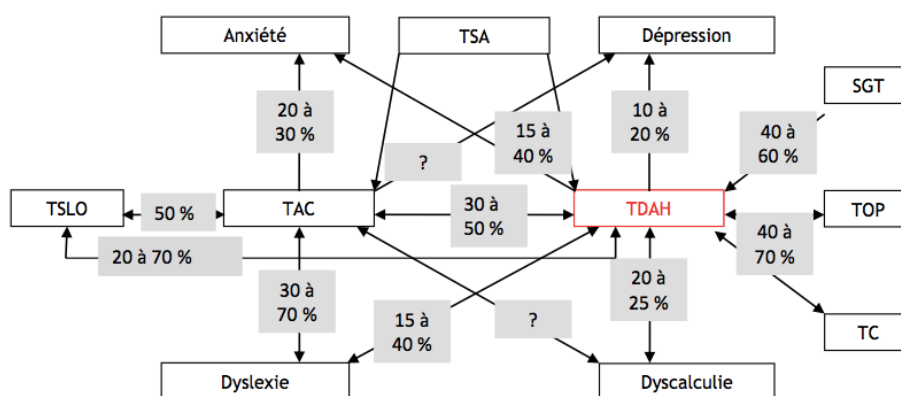 Anxiété
TSA
Dépression
SGT
20 à
30 %
15 à
40 %
10 à
20 %
40 à
60 %
?
TSLO
50 %
TAC
30 à
50 %
TDAH
TOP
20 à 70 %
40 à
70 %
30 à
70 %
15 à
40 %
?
20 à
25 %
TC
Dyslexie
Dyscalculie